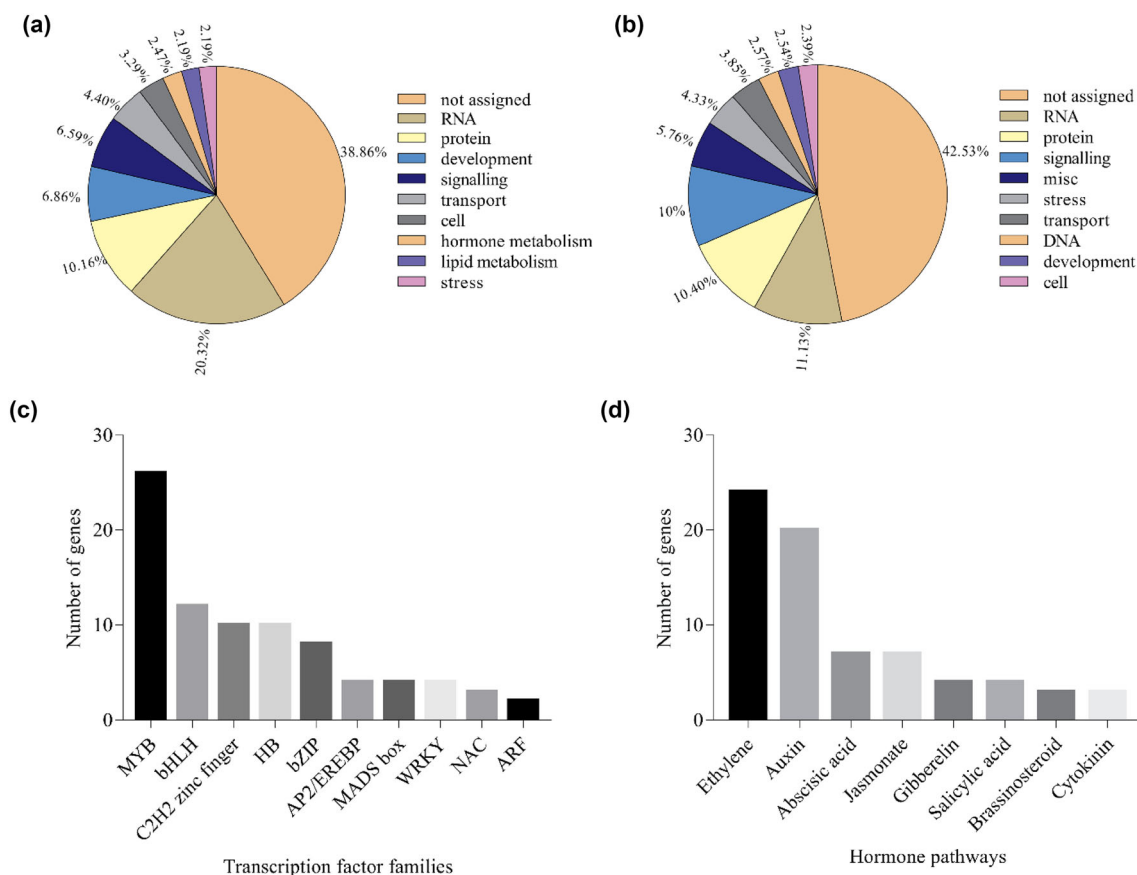 (a)
2.19%
2.19%
2.47%
3.29%
4.40%
6.59%
6.86%
10.16%
20.32%
38.86%
not assigned
RNA
protein
development
signalling
transport
cell
hormone metabolism
lipid metabolism
stress
(b)
2.39%
2.54%
2.57%
3.85%
4.33%
5.76%
10%
10.40%
11.13%
42.53%
not assigned
RNA
protein
signalling
misc
stress
transport
DNA
development
cell
(c)
Number of genes
30
20
10
0
MYB
bHLH
C2H2 zinc finger
HB
bZIP
AP2/EREBP
MADS box
WRKY
NAC
ARF
Transcription factor families
(d)
Number of genes
30
20
10
0
Ethylene
Auxin
Abscisic acid
Jasmonate
Gibberelin
Salicylic acid
Brassinosteroid
Cytokinin
Hormone pathways